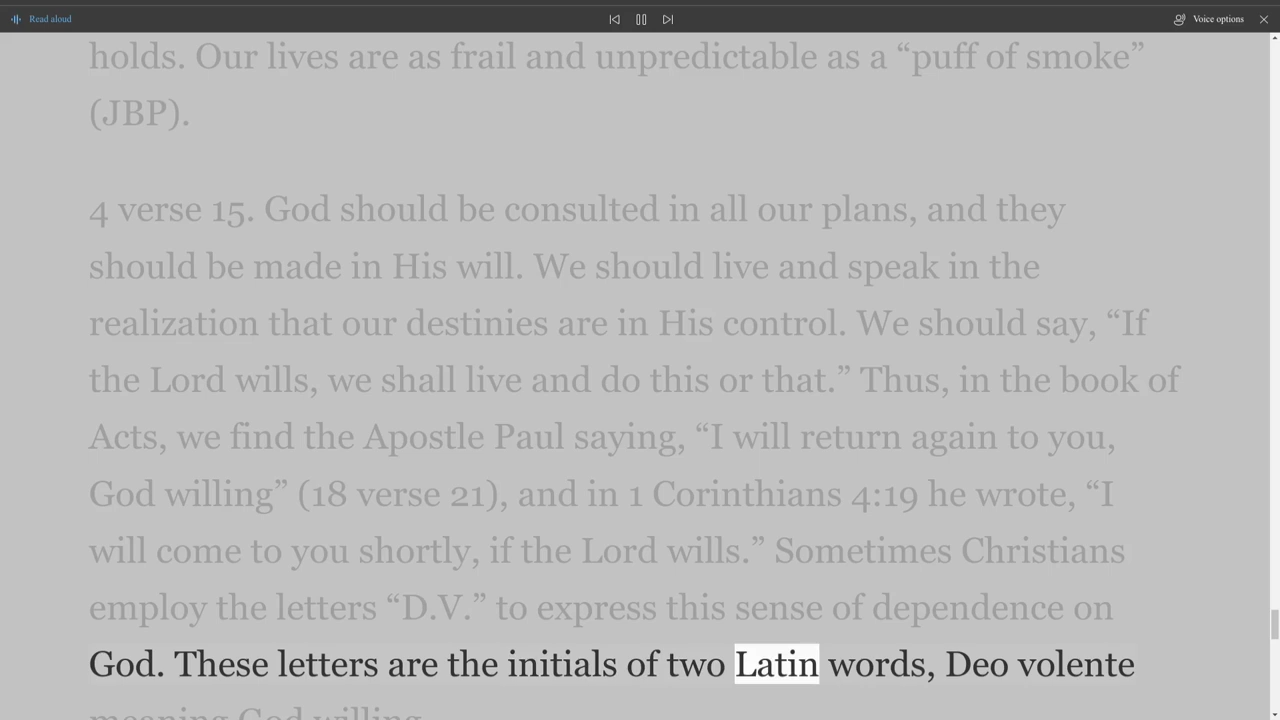 Read aloud
Voice options
holds. Our lives are as frail and unpredictable as a “puff of smoke”
(JBP).
4 verse 15. God should be consulted in all our plans, and they
should be made in His will. We should live and speak in the
realization that our destinies are in His control. We should say, “If
the Lord wills, we shall live and do this or that.” Thus, in the book of
Acts, we find the Apostle Paul saying, “I will return again to you,
God willing” (18 verse 21), and in 1 Corinthians 4:19 he wrote, “I
will come to you shortly, if the Lord wills.” Sometimes Christians
employ the letters “D.V.” to express this sense of dependence on
God. These letters are the initials of two Latin words, Deo volente
meaning God willing.